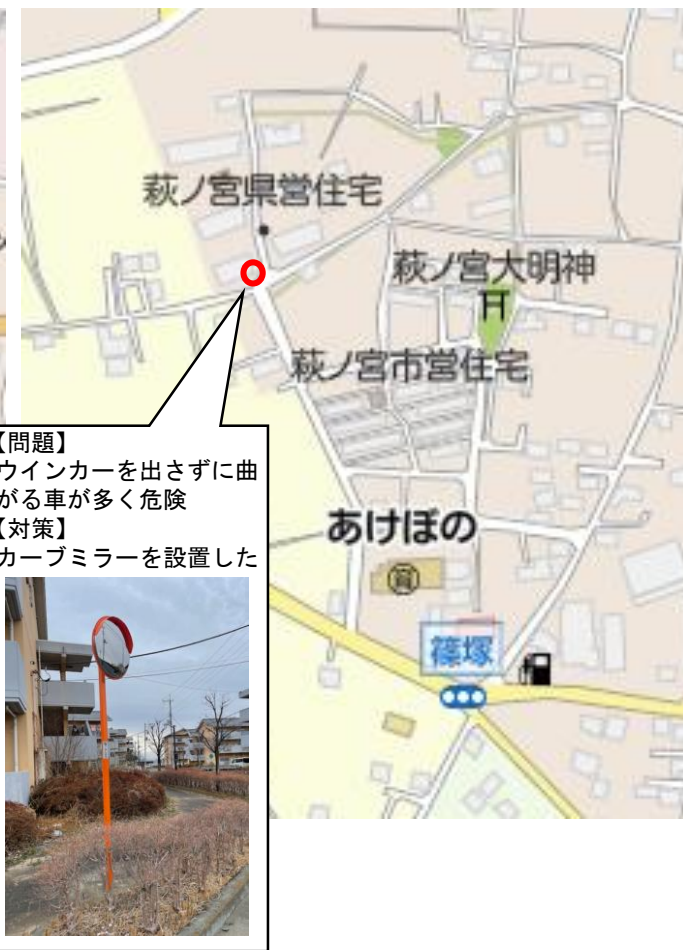 萩ノ宮県営住宅
萩ノ宮大明神
萩ノ宮市営住宅
【問題】
ウインカーを出さずに曲
がる車が多く危険
【対策】
カーブミラーを設置した
あけぼの
篠塚